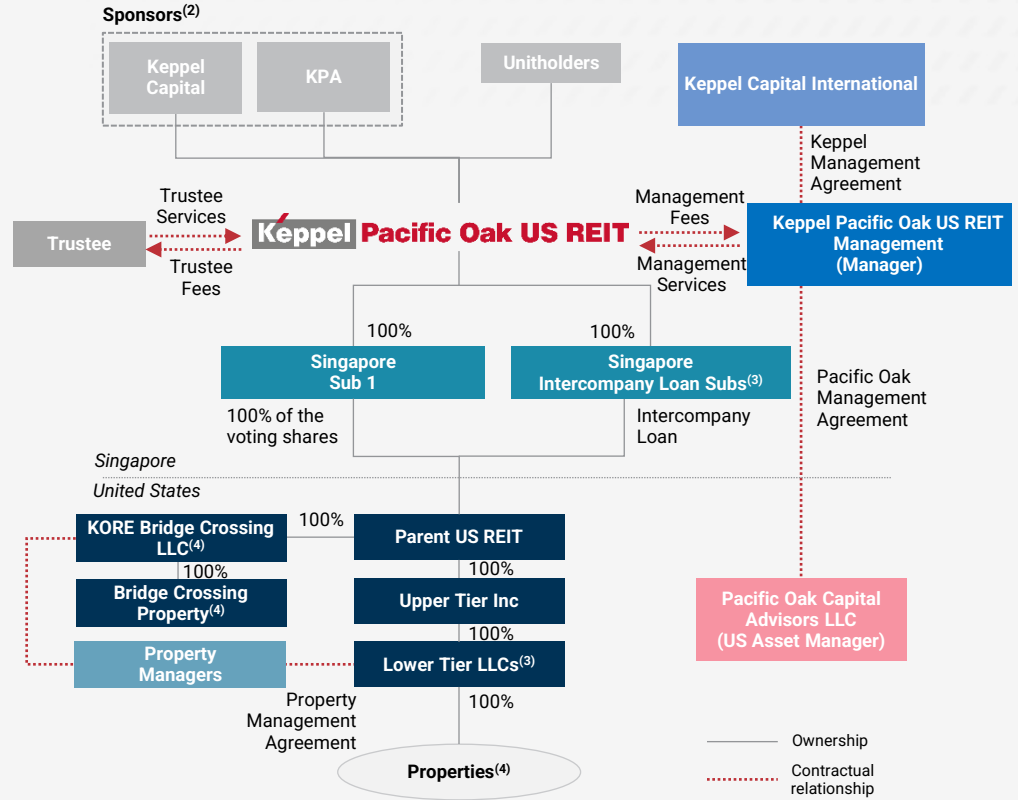 Sponsors(2)
Keppel
Capital
KPA
Unitholders
Keppel Capital International
Keppel
Management
Agreement
Trustee
Trustee
Services
Trustee
Fees
Keppel Pacific Oak US REIT
Management
Fees
Management
Services
Keppel Pacific Oak US REIT
Management
(Manager)
100%
100%
Singapore
Sub 1
Singapore
Intercompany Loan Subs(3)
100% of the
voting shares
Intercompany
Loan
Pacific Oak
Management
Agreement
Singapore
United States
KORE Bridge Crossing
LLC(4)
100%
Parent US REIT
100%
100%
Bridge Crossing
Property(4)
Upper Tier Inc
100%
Property
Managers
Lower Tier LLCs(3)
Pacific Oak Capital
Advisors LLC
(US Asset Manager)
Property
Management
Agreement
100%
Properties(4)
Ownership
Contractual
relationship